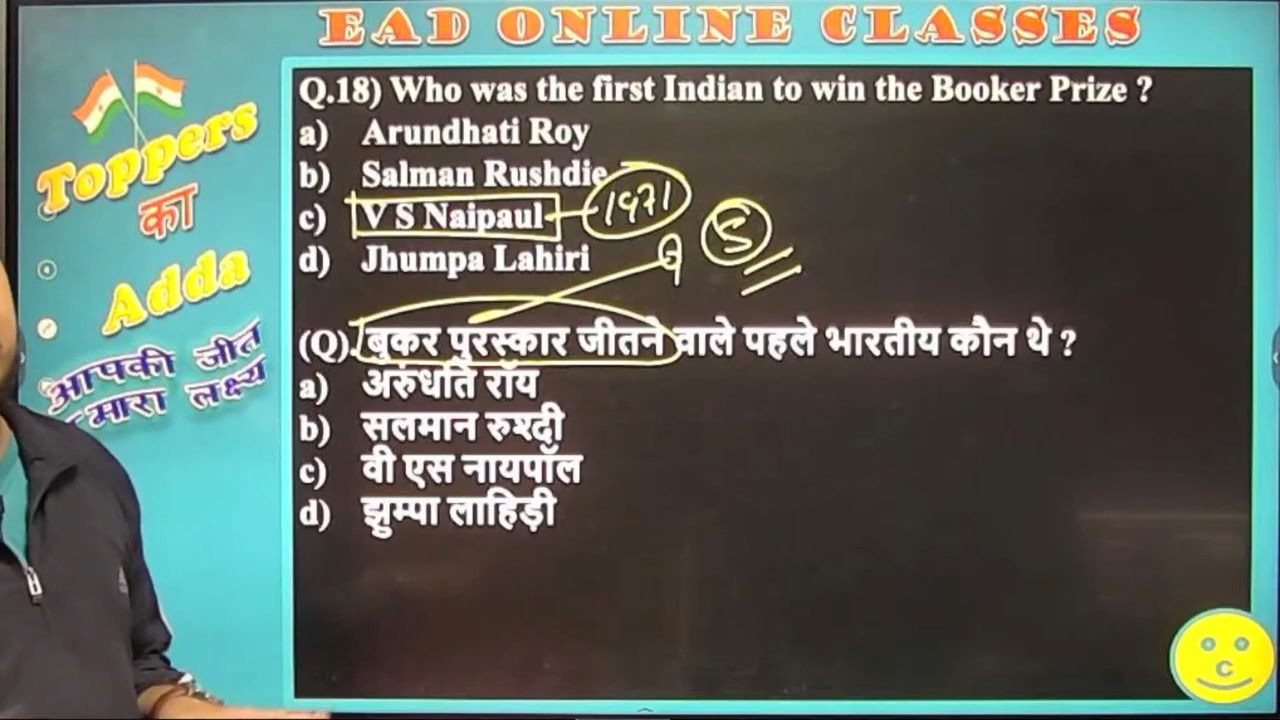 EAD ONLINE CLASSES
Toppers
का
Adda
आपकी जीत
हमारा लक्ष्य
Q.18) Who was the first Indian to win the Booker Prize ?
a) Arundhati Roy
b) Salman Rushdie
c) V S Naipaul 1971 5
d) Jhumpa Lahiri
(Q). बुकर पुरस्कार जीतने वाले पहले भारतीय कौन थे ?
a) अरुंधति रॉय
b) सलमान रुश्दी
c) वी एस नायपॉल
d) झुम्पा लाहिड़ी
C